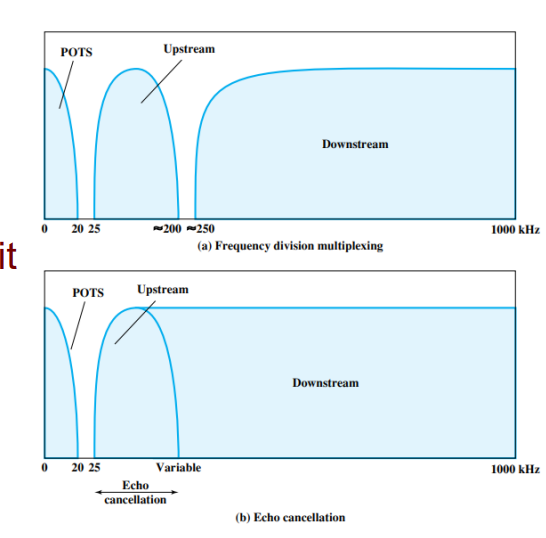 POTS
Upstream
Downstream
0 20 25 ≈200 ≈250 1000 kHz
(a) Frequency division multiplexing
it
POTS
Upstream
Downstream
0 20 25 Variable 1000 kHz
Echo
cancellation
(b) Echo cancellation